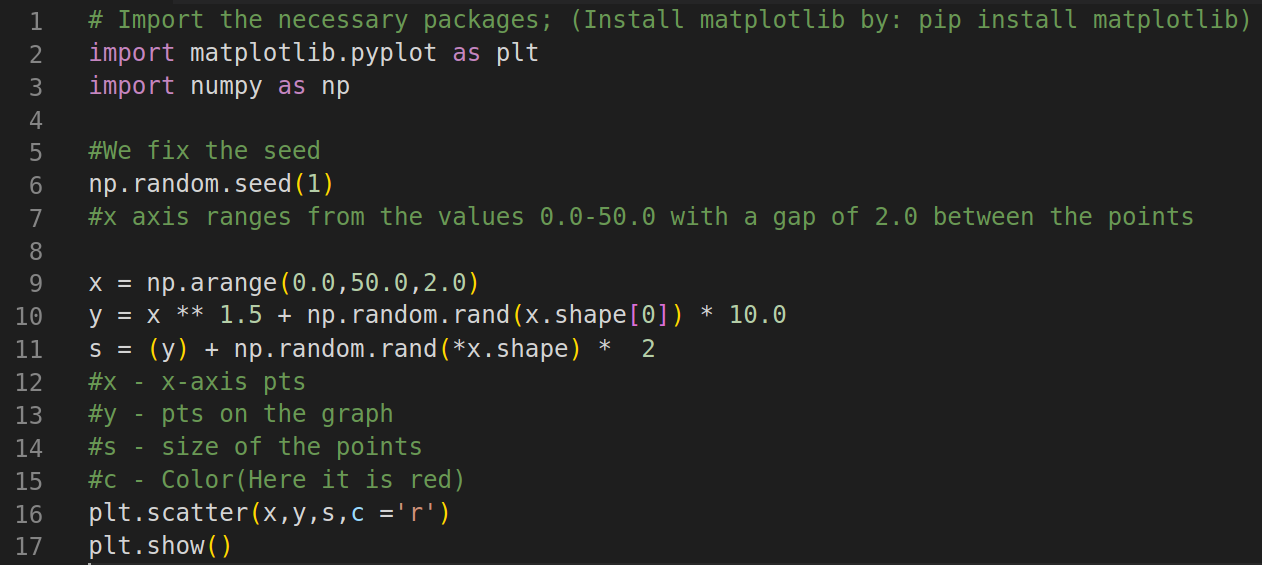 1 # Import the necessary packages; (Install matplotlib by: pip install matplotlib)
2 import matplotlib.pyplot as plt
3 import numpy as np
4
5 #We fix the seed
6 np.random.seed(1)
7 #x axis ranges from the values 0.0-50.0 with a gap of 2.0 between the points
8
9 x = np.arange(0.0,50.0,2.0)
10 y = x ** 1.5 + np.random.rand(x.shape[0]) * 10.0
11 s = (y) + np.random.rand(*x.shape) *  2
12 #x - x-axis pts
13 #y - pts on the graph
14 #s - size of the points
15 #c - Color(Here it is red)
16 plt.scatter(x,y,s,c ='r')
17 plt.show()